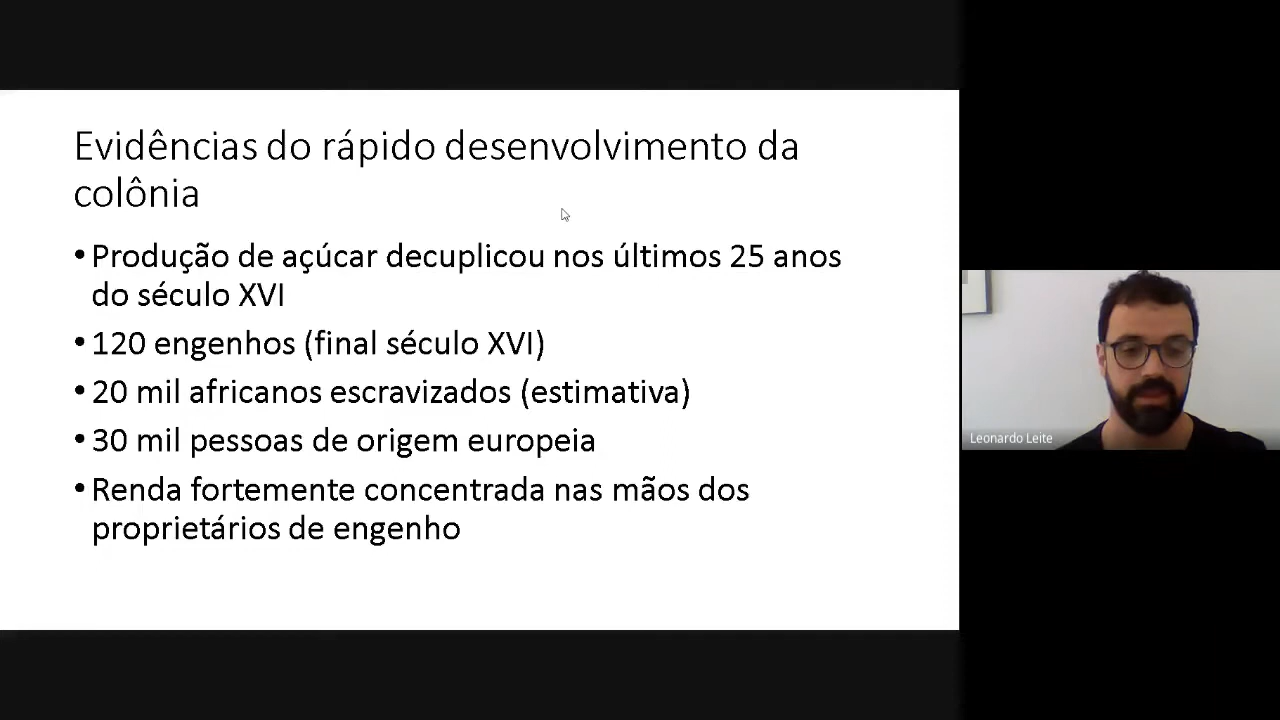 Evidências do rápido desenvolvimento da
colônia
• Produção de açúcar decuplicou nos últimos 25 anos
do século XVI
• 120 engenhos (final século XVI)
• 20 mil africanos escravizados (estimativa)
• 30 mil pessoas de origem europeia
• Renda fortemente concentrada nas mãos dos
proprietários de engenho
Leonardo Leite